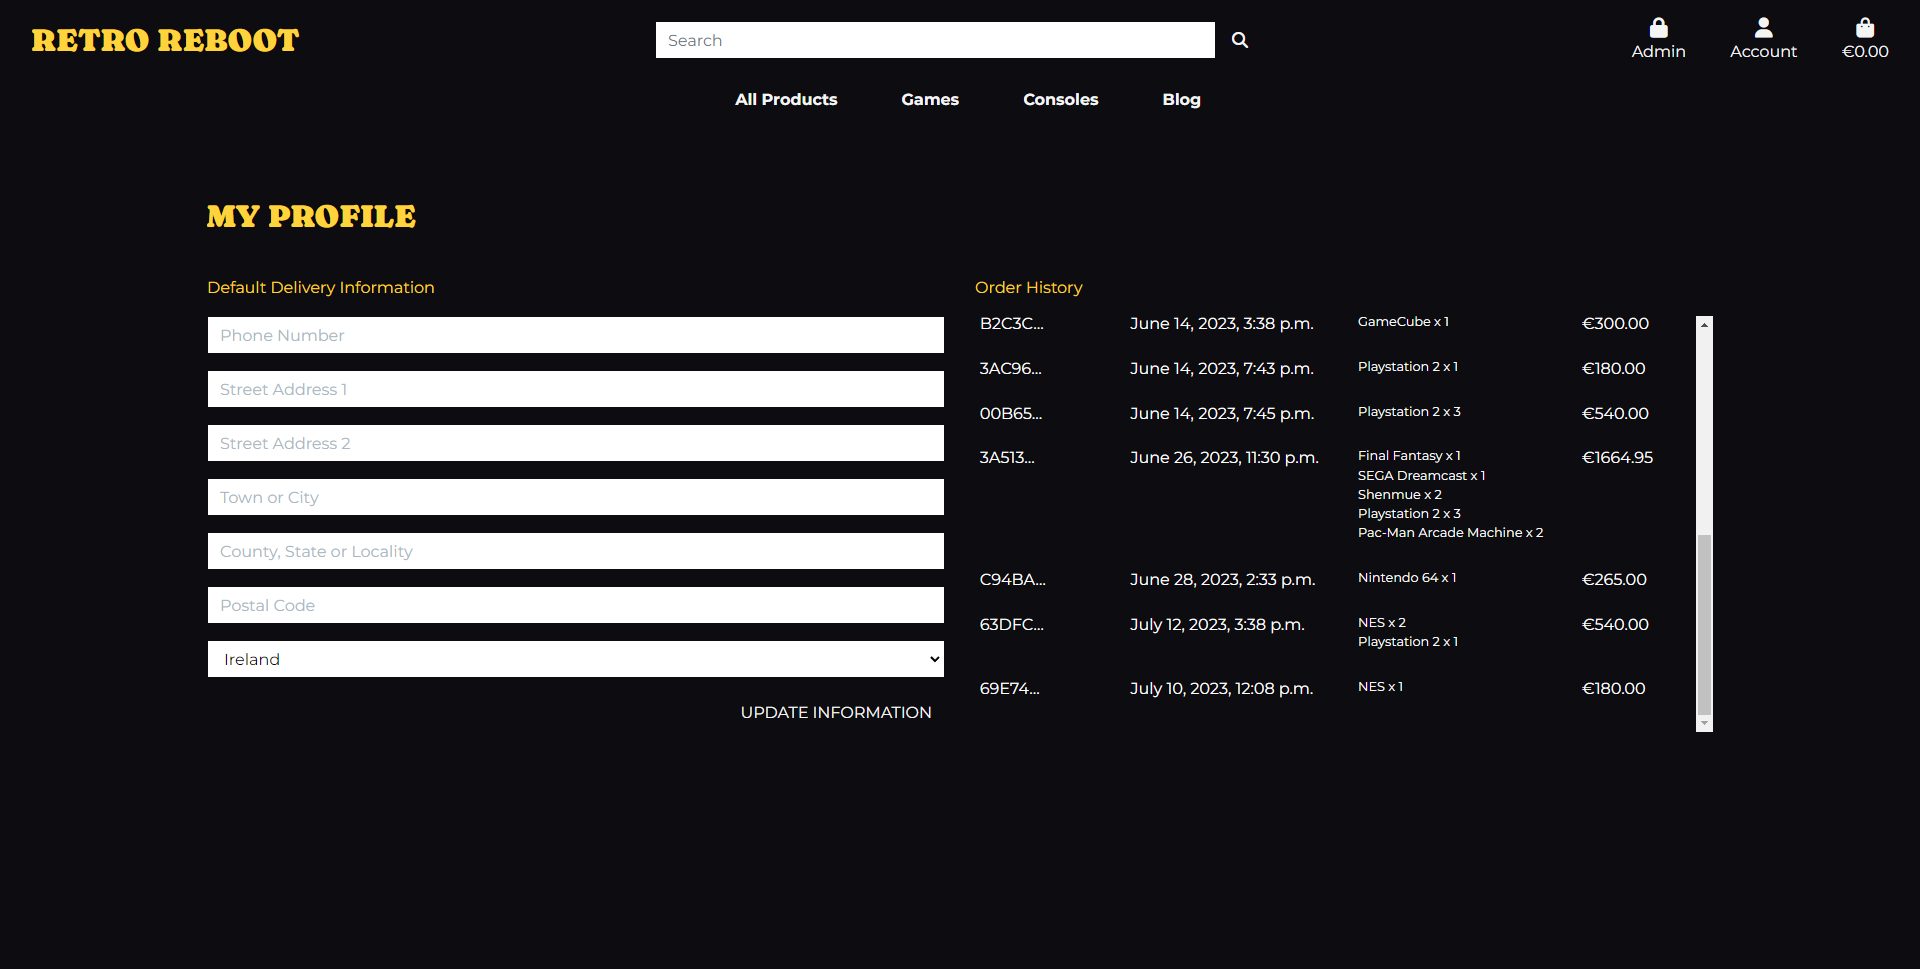 RETRO REBOOT
Search
Admin
Account
€0.00
All Products
Games
Consoles
Blog
MY PROFILE
Default Delivery Information
Phone Number
Street Address 1
Street Address 2
Town or City
County, State or Locality
Postal Code
Ireland
UPDATE INFORMATION
Order History
B2C3C... June 14, 2023, 3:38 p.m. GameCube x 1 €300.00
3AC96... June 14, 2023, 7:43 p.m. Playstation 2 x 1 €180.00
00B65... June 14, 2023, 7:45 p.m. Playstation 2 x 3 €540.00
3A513... June 26, 2023, 11:30 p.m. Final Fantasy x 1 €1664.95
SEGA Dreamcast x 1
Shenmue x 2
Playstation 2 x 3
Pac-Man Arcade Machine x 2
C94BA... June 28, 2023, 2:33 p.m. Nintendo 64 x 1 €265.00
63DFC... July 12, 2023, 3:38 p.m. NES x 2 €540.00
Playstation 2 x 1
69E74... July 10, 2023, 12:08 p.m. NES x 1 €180.00